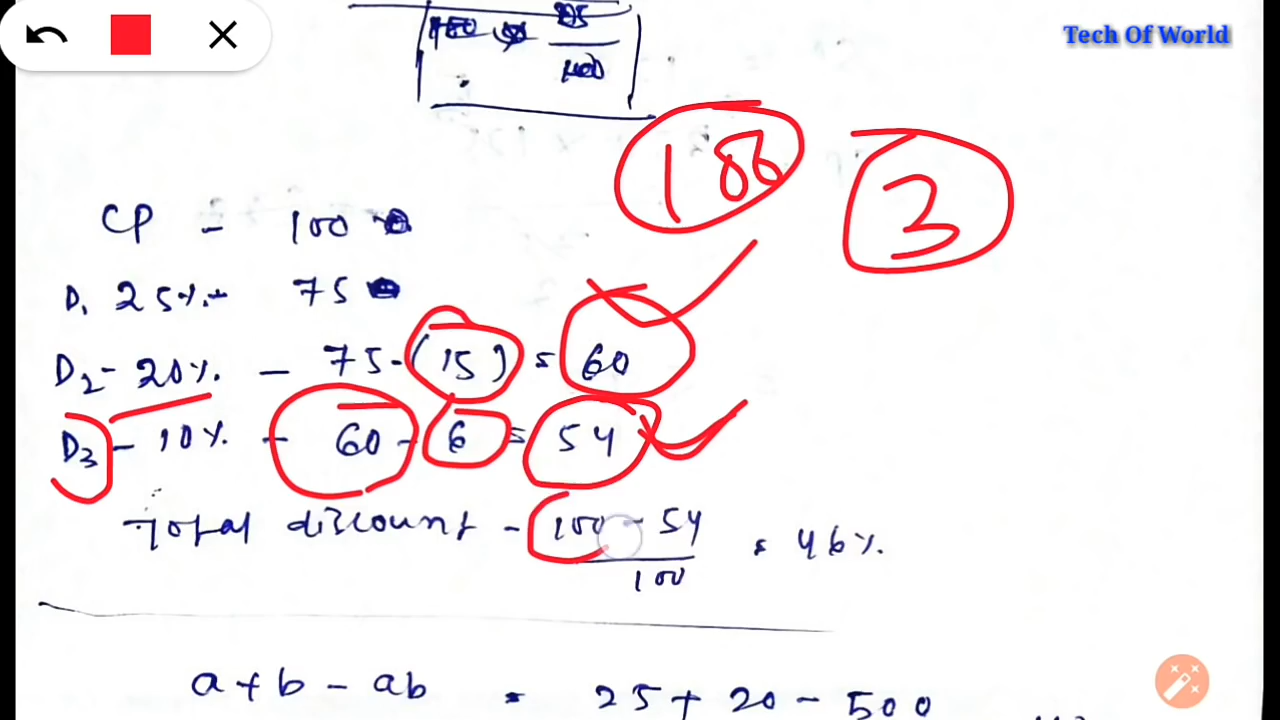 Tech Of World
100
3
CP - 100
D1 25% - 75
D2 - 20% - 75 - (15) = 60
D3 - 10% - 60 - 6 = 54
Total discount - 100 - 54
100
= 46%
a + b - ab = 25 + 20 - 500